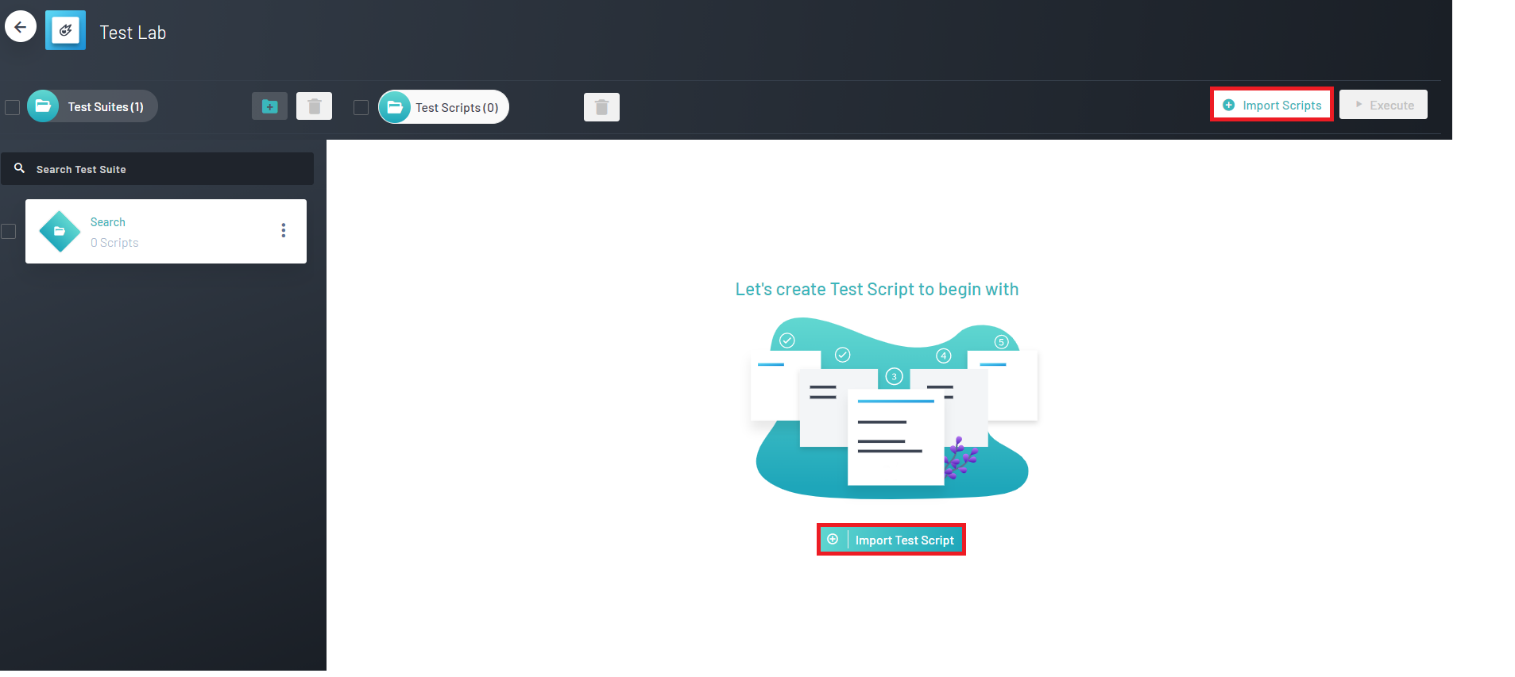 Test Lab
Test Suites (1)
Test Scripts (0)
Import Scripts
Execute
Search Test Suite
Search
0 Scripts
Let's create Test Script to begin with
5
4
3
Import Test Script